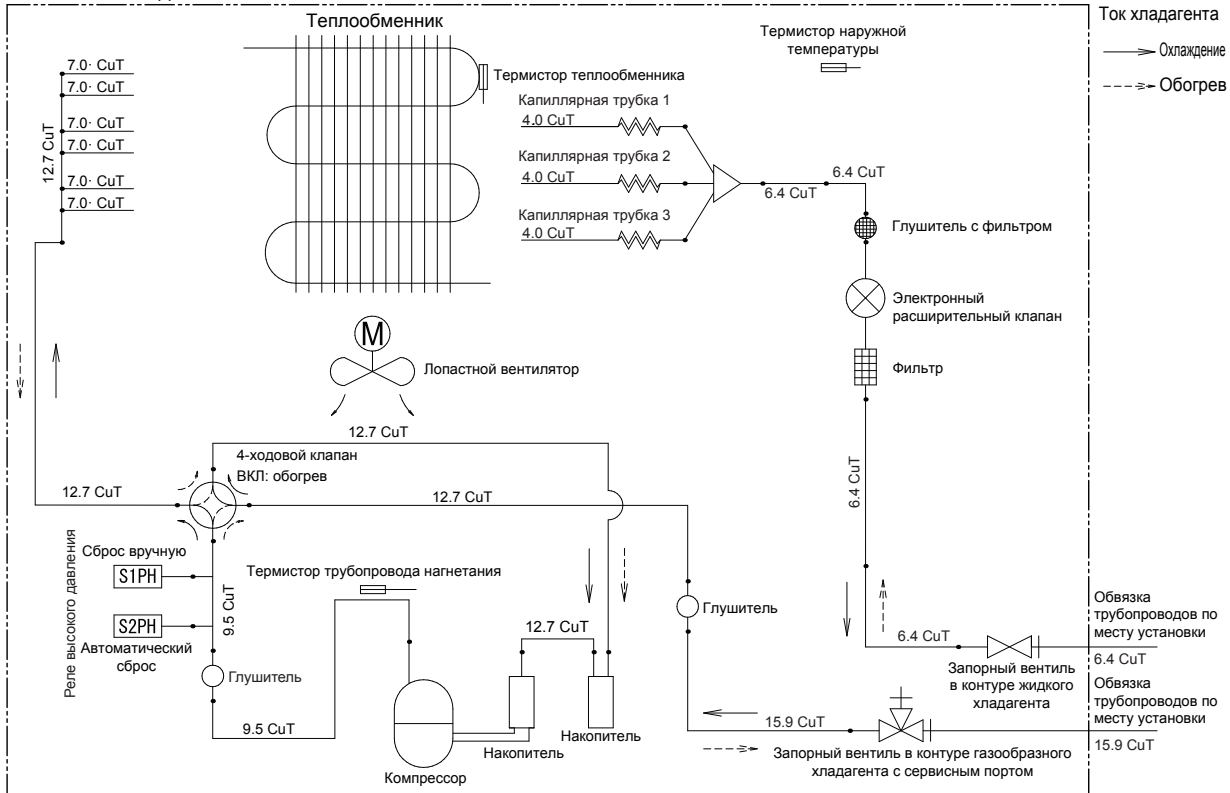 Теплообменник
Термистор наружной
температуры
Ток хладагента
Охлаждение
Обогрев
7.0· CuT
7.0· CuT
7.0· CuT
7.0· CuT
7.0· CuT
7.0· CuT
12.7 CuT
Термистор теплообменника
Капиллярная трубка 1
4.0 CuT
Капиллярная трубка 2
4.0 CuT
Капиллярная трубка 3
4.0 CuT
6.4 CuT
6.4 CuT
Глушитель с фильтром
Электронный
расширительный клапан
Фильтр
M
Лопастной вентилятор
12.7 CuT
4-ходовой клапан
ВКЛ: обогрев
12.7 CuT
12.7 CuT
6.4 CuT
Реле высокого давления
Сброс вручную
S1PH
S2PH
Автоматический
сброс
9.5 CuT
Термистор трубопровода нагнетания
Глушитель
Глушитель
12.7 CuT
9.5 CuT
Компрессор
Накопитель
Накопитель
6.4 CuT
Запорный вентиль
в контуре жидкого
хладагента
Обвязка
трубопроводов по
месту установки
6.4 CuT
15.9 CuT
Запорный вентиль в контуре газообразного
хладагента с сервисным портом
Обвязка
трубопроводов по
месту установки
15.9 CuT